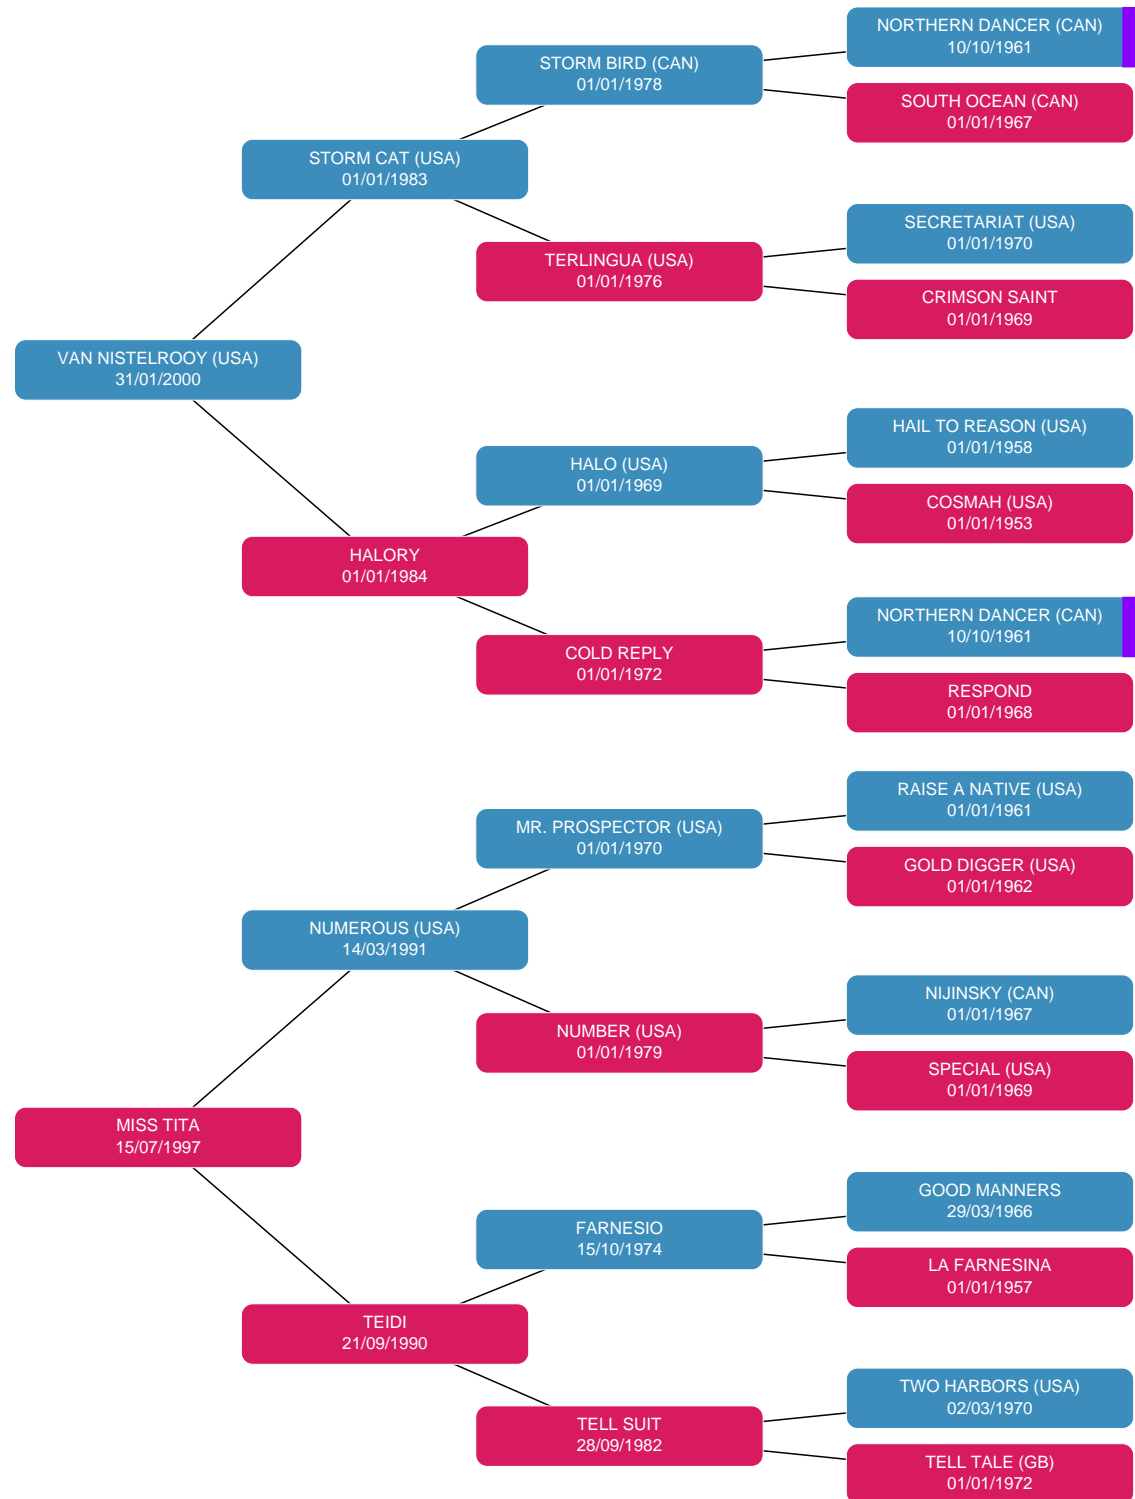 NORTHERN DANCER (CAN)
10/10/1961
STORM BIRD (CAN)
01/01/1978
SOUTH OCEAN (CAN)
01/01/1967
STORM CAT (USA)
01/01/1983
SECRETARIAT (USA)
01/01/1970
TERLINGUA (USA)
01/01/1976
CRIMSON SAINT
01/01/1969
VAN NISTELROOY (USA)
31/01/2000
HAIL TO REASON (USA)
01/01/1958
HALO (USA)
01/01/1969
COSMAH (USA)
01/01/1953
HALORY
01/01/1984
NORTHERN DANCER (CAN)
10/10/1961
COLD REPLY
01/01/1972
RESPOND
01/01/1968
RAISE A NATIVE (USA)
01/01/1961
MR. PROSPECTOR (USA)
01/01/1970
GOLD DIGGER (USA)
01/01/1962
NUMEROUS (USA)
14/03/1991
NIJINSKY (CAN)
01/01/1967
NUMBER (USA)
01/01/1979
SPECIAL (USA)
01/01/1969
MISS TITA
15/07/1997
GOOD MANNERS
29/03/1966
FARNESIO
15/10/1974
LA FARNESINA
01/01/1957
TEIDI
21/09/1990
TWO HARBORS (USA)
02/03/1970
TELL SUIT
28/09/1982
TELL TALE (GB)
01/01/1972